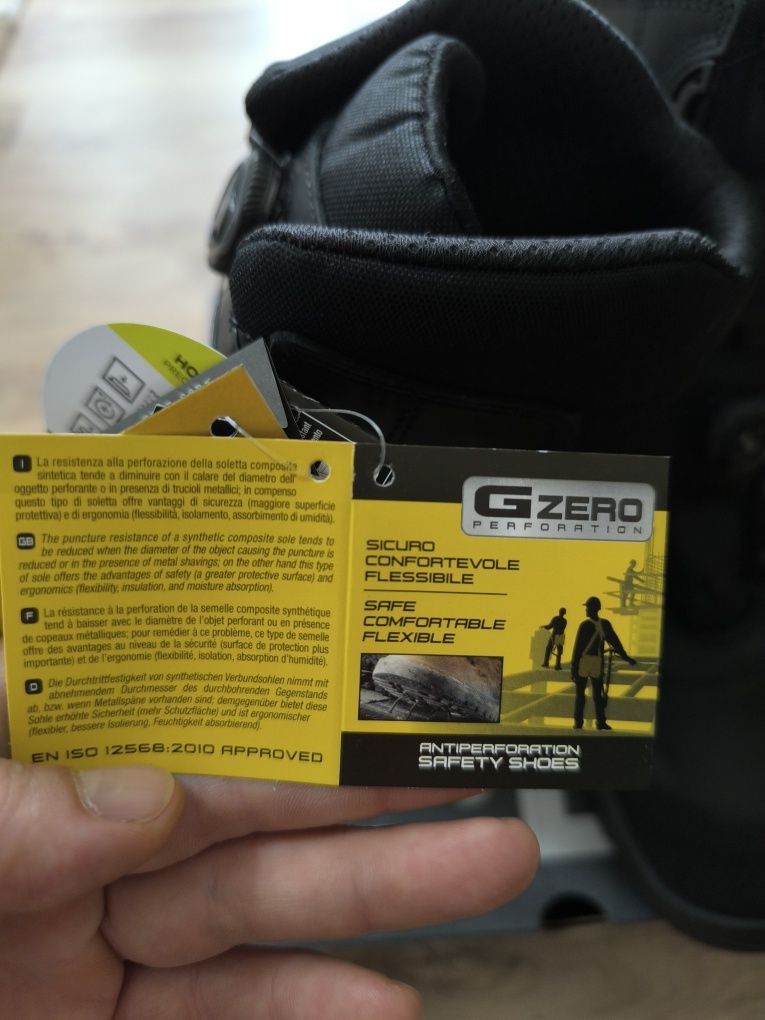 I La resistenza alla perforazione della soletta composita
sintetica tende a diminuire con il calare del diametro dell'
oggetto perforante o in presenza di trucioli metallici; in compenso
questo tipo di soletta offre vantaggi di sicurezza (maggiore superficie
protettiva) e di ergonomia (flessibilità, isolamento, assorbimento di umidità).
GB The puncture resistance of a synthetic composite sole tends to
be reduced when the diameter of the object causing the puncture is
reduced or in the presence of metal shavings; on the other hand this type
of sole offers the advantages of safety (a greater protective surface) and
ergonomics (flexibility, insulation, and moisture absorption).
F La résistance à la perforation de la semelle composite synthétique
tend à baisser avec le diamètre de l'objet perforant ou en présence
de copeaux métalliques; pour remédier à ce problème, ce type de semelle
offre des avantages au niveau de la sécurité (surface de protection plus
importante) et de l'ergonomie (flexibilité, isolation, absorption d'humidité).
D Die Durchtrittfestigkeit von synthetischen Verbundsohlen nimmt mit
abnehmendem Durchmesser des durchbohrenden Gegenstands
ab, bzw. wenn Metallspäne vorhanden sind; demgegenüber bietet diese
Sohle erhöhte Sicherheit (mehr Schutzfläche) und ist ergonomischer
(flexibler, bessere Isolierung, Feuchtigkeit absorbierend).
EN ISO 12568:2010 APPROVED
G ZERO
PERFORATION
SICURO
CONFORTEVOLE
FLESSIBILE
SAFE
COMFORTABLE
FLEXIBLE
ANTIPERFORATION
SAFETY SHOES